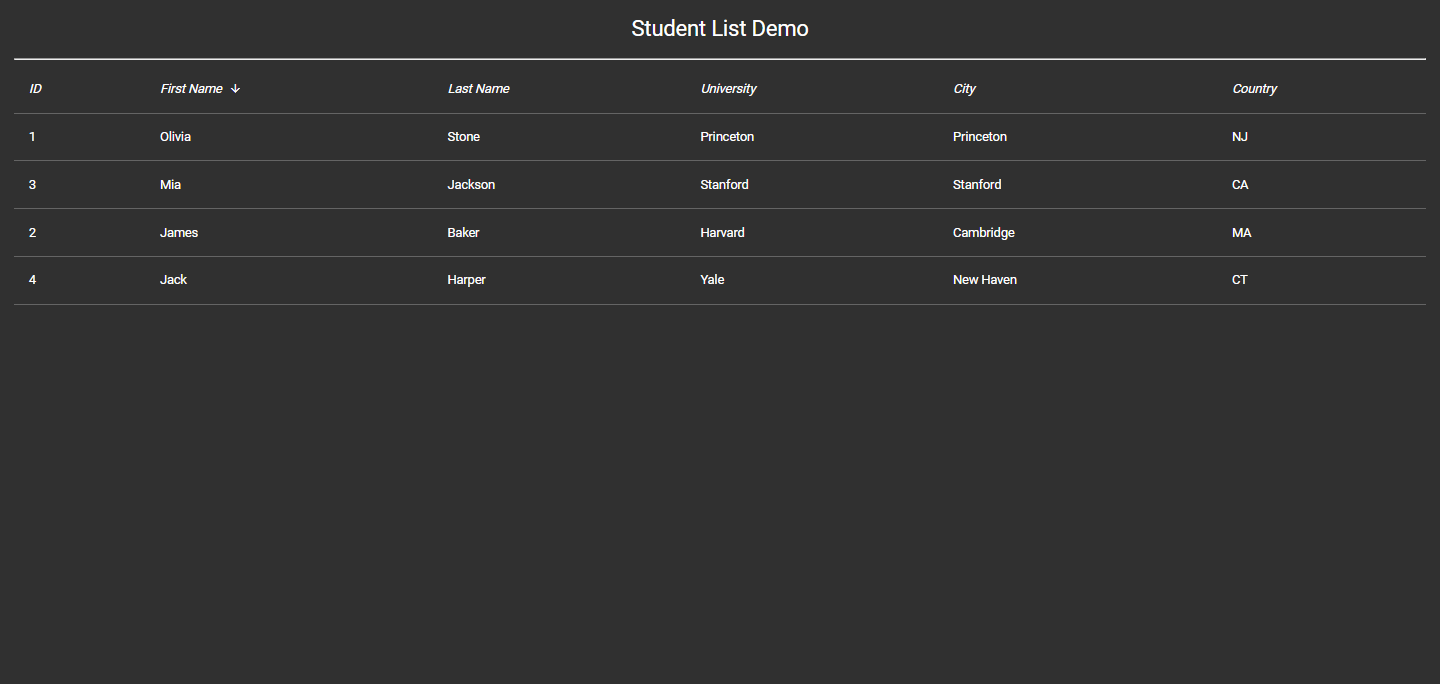 Student List Demo
ID First Name ↓ Last Name University City Country
1 Olivia Stone Princeton Princeton NJ
3 Mia Jackson Stanford Stanford CA
2 James Baker Harvard Cambridge MA
4 Jack Harper Yale New Haven CT